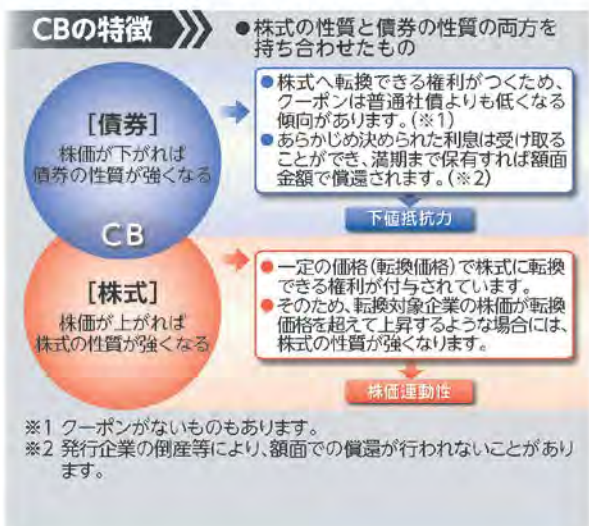 CBの特徴
●株式の性質と債券の性質の両方を
持ち合わせたもの
[債券]
株価が下がれば
債券の性質が強くなる
●株式へ転換できる権利がつくため、
クーポンは普通社債よりも低くなる
傾向があります。(※1)
●あらかじめ決められた利息は受け取る
ことができ、満期まで保有すれば額面
金額で償還されます。(※2)
下値抵抗力
CB
[株式]
株価が上がれば
株式の性質が強くなる
●一定の価格(転換価格)で株式に転換
できる権利が付与されています。
●そのため、転換対象企業の株価が転換
価格を超えて上昇するような場合には、
株式の性質が強くなります。
株価連動性
※1 クーポンがないものもあります。
※2 発行企業の倒産等により、額面での償還が行われないことがあり
ます。